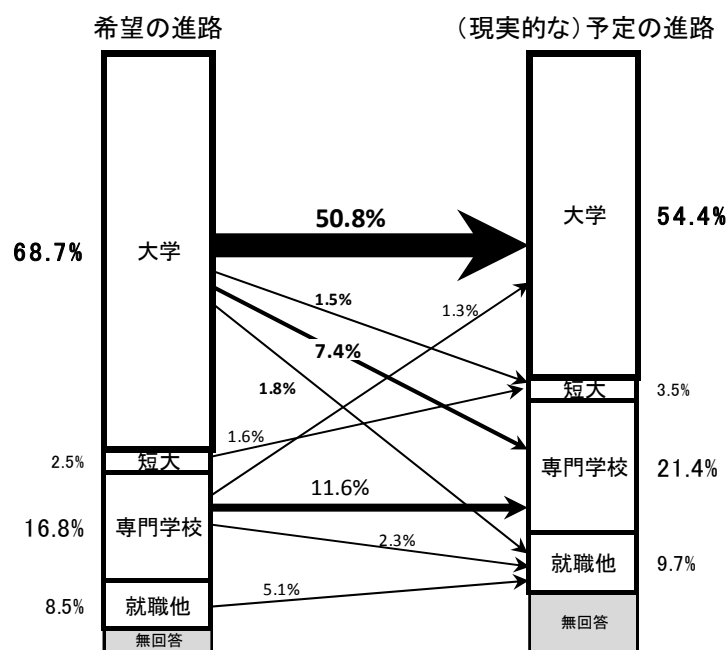 希望の進路
（現実的な）予定の進路
68.7%
大学
2.5%
短大
16.8%
専門学校
8.5%
就職他
無回答
50.8%
1.5%
1.3%
7.4%
1.8%
1.6%
11.6%
2.3%
5.1%
大学
54.4%
短大
3.5%
専門学校
21.4%
就職他
9.7%
無回答